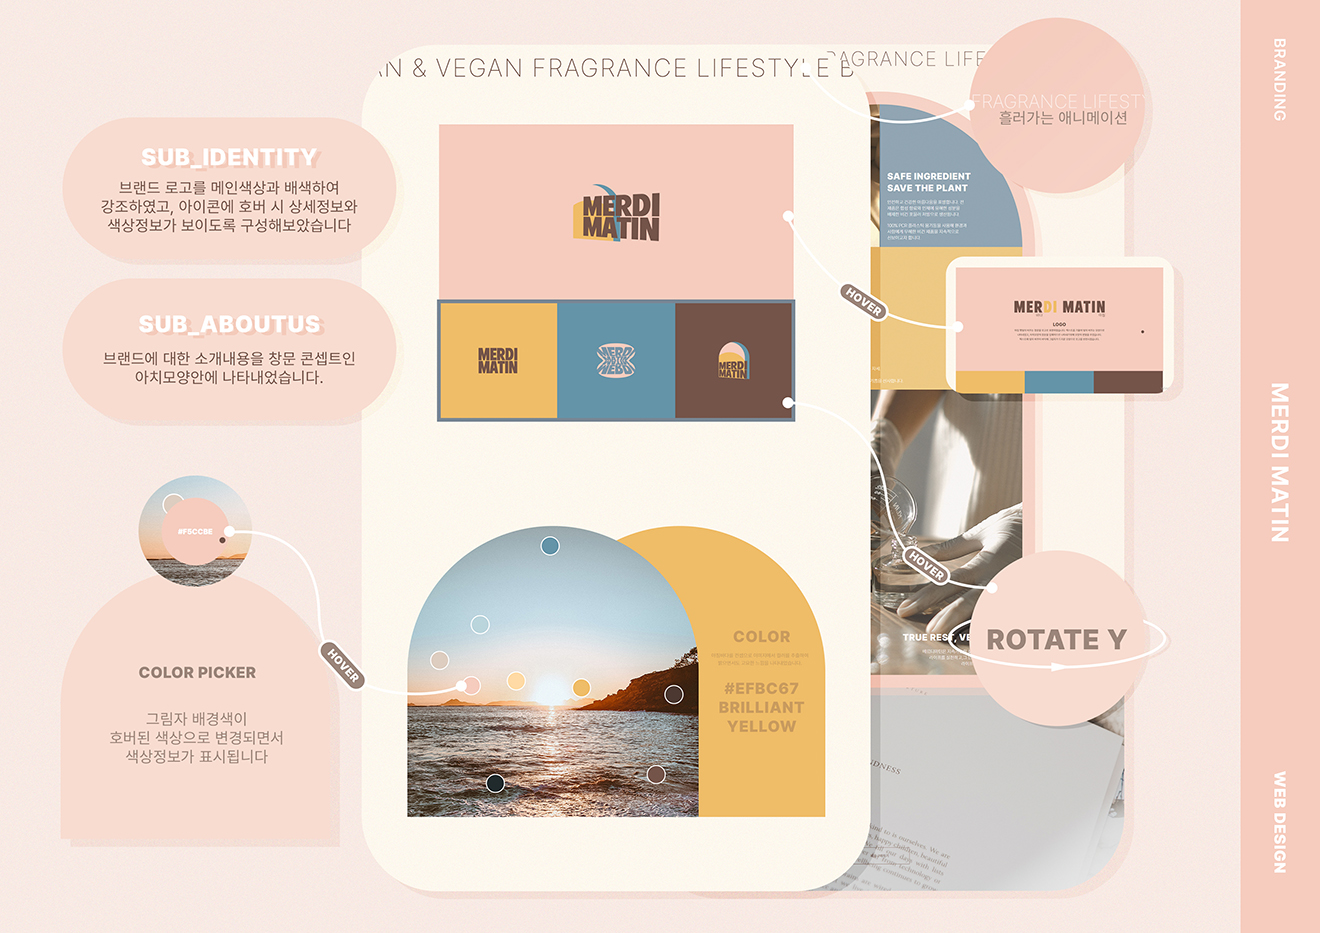 AN & VEGAN FRAGRANCE LIFESTYLE B
RAGRANCE LIFE
FRAGRANCE LIFEST
흘러가는 애니메이션
BRANDING
SUB_IDENTITY
브랜드 로고를 메인색상과 배색하여
강조하였고, 아이콘에 호버 시 상세정보와
색상정보가 보이도록 구성해보았습니다
SUB_ABOUTUS
브랜드에 대한 소개내용을 창문 콘셉트인
아치모양안에 나타내었습니다.
MERDI
MATIN
MERDI
MATIN
MERDI
MATIN
SAFE INGREDIENT
SAVE THE PLANT
HOVER
MERDI MATIN
LOGO
MERDI MATIN
#F5CCBE
HOVER
COLOR PICKER
그림자 배경색이
호버된 색상으로 변경되면서
색상정보가 표시됩니다
COLOR
#EFBC67
BRILLIANT
YELLOW
HOVER
TRUE REST, VE
ROTATE Y
WEB DESIGN